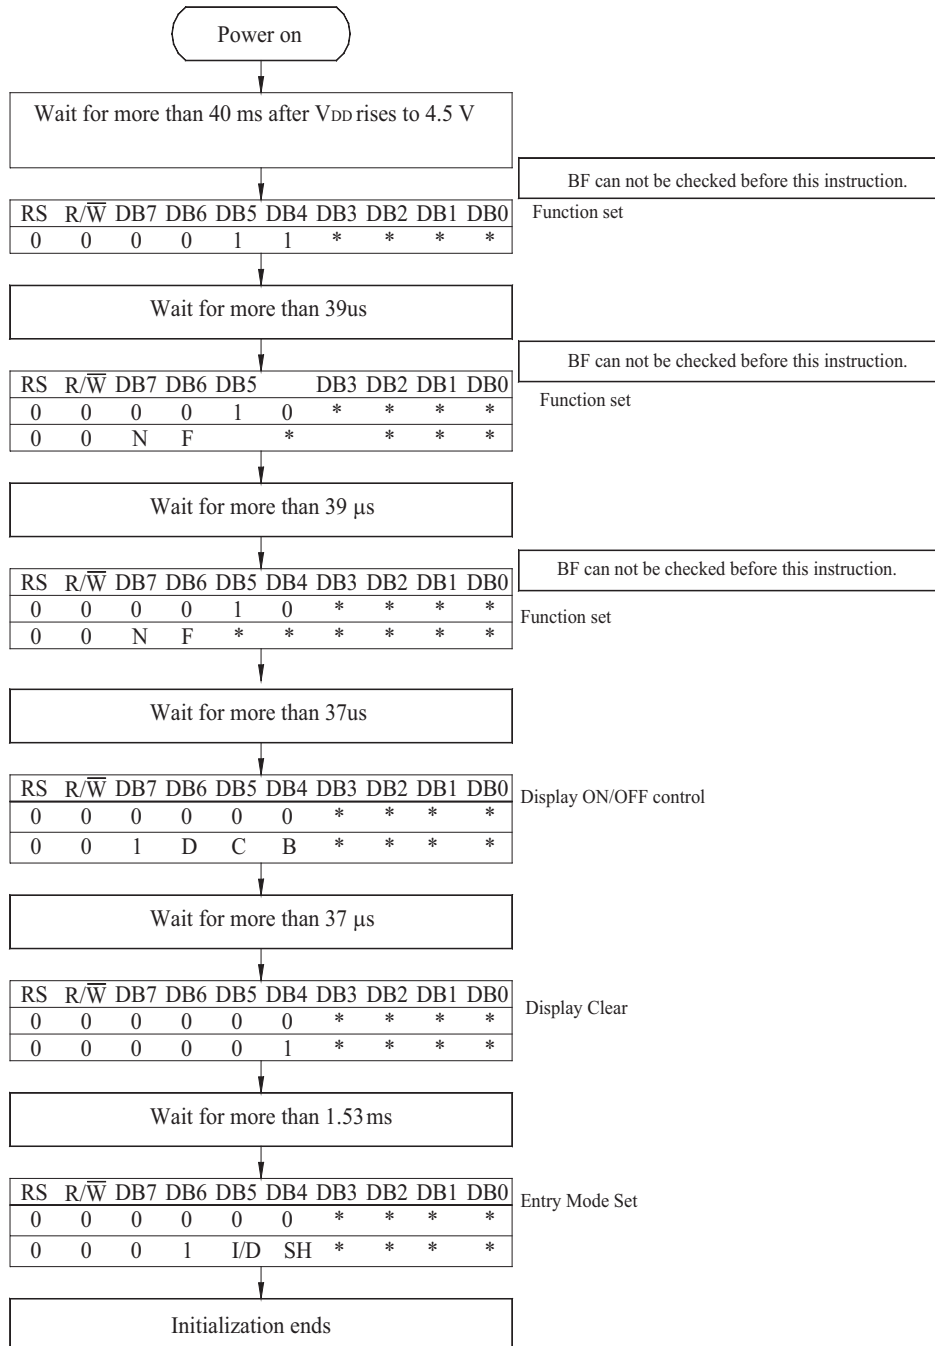 Power on
Wait for more than 40 ms after VDD rises to 4.5 V
BF can not be checked before this instruction.
RS R/W̅ DB7 DB6 DB5 DB4 DB3 DB2 DB1 DB0
Function set
0 0 0 0 1 1 * * * *
Wait for more than 39us
BF can not be checked before this instruction.
RS R/W̅ DB7 DB6 DB5 DB3 DB2 DB1 DB0
Function set
0 0 0 0 1 0 * * * *
0 0 N F * * * *
Wait for more than 39 μs
BF can not be checked before this instruction.
RS R/W̅ DB7 DB6 DB5 DB4 DB3 DB2 DB1 DB0
0 0 0 0 1 0 * * * *
Function set
0 0 N F * * * * * *
Wait for more than 37us
RS R/W̅ DB7 DB6 DB5 DB4 DB3 DB2 DB1 DB0
Display ON/OFF control
0 0 0 0 0 0 * * * *
0 0 1 D C B * * * *
Wait for more than 37 μs
RS R/W̅ DB7 DB6 DB5 DB4 DB3 DB2 DB1 DB0
Display Clear
0 0 0 0 0 0 * * * *
0 0 0 0 0 1 * * * *
Wait for more than 1.53ms
RS R/W̅ DB7 DB6 DB5 DB4 DB3 DB2 DB1 DB0
Entry Mode Set
0 0 0 0 0 0 * * * *
0 0 0 1 I/D SH * * * *
Initialization ends